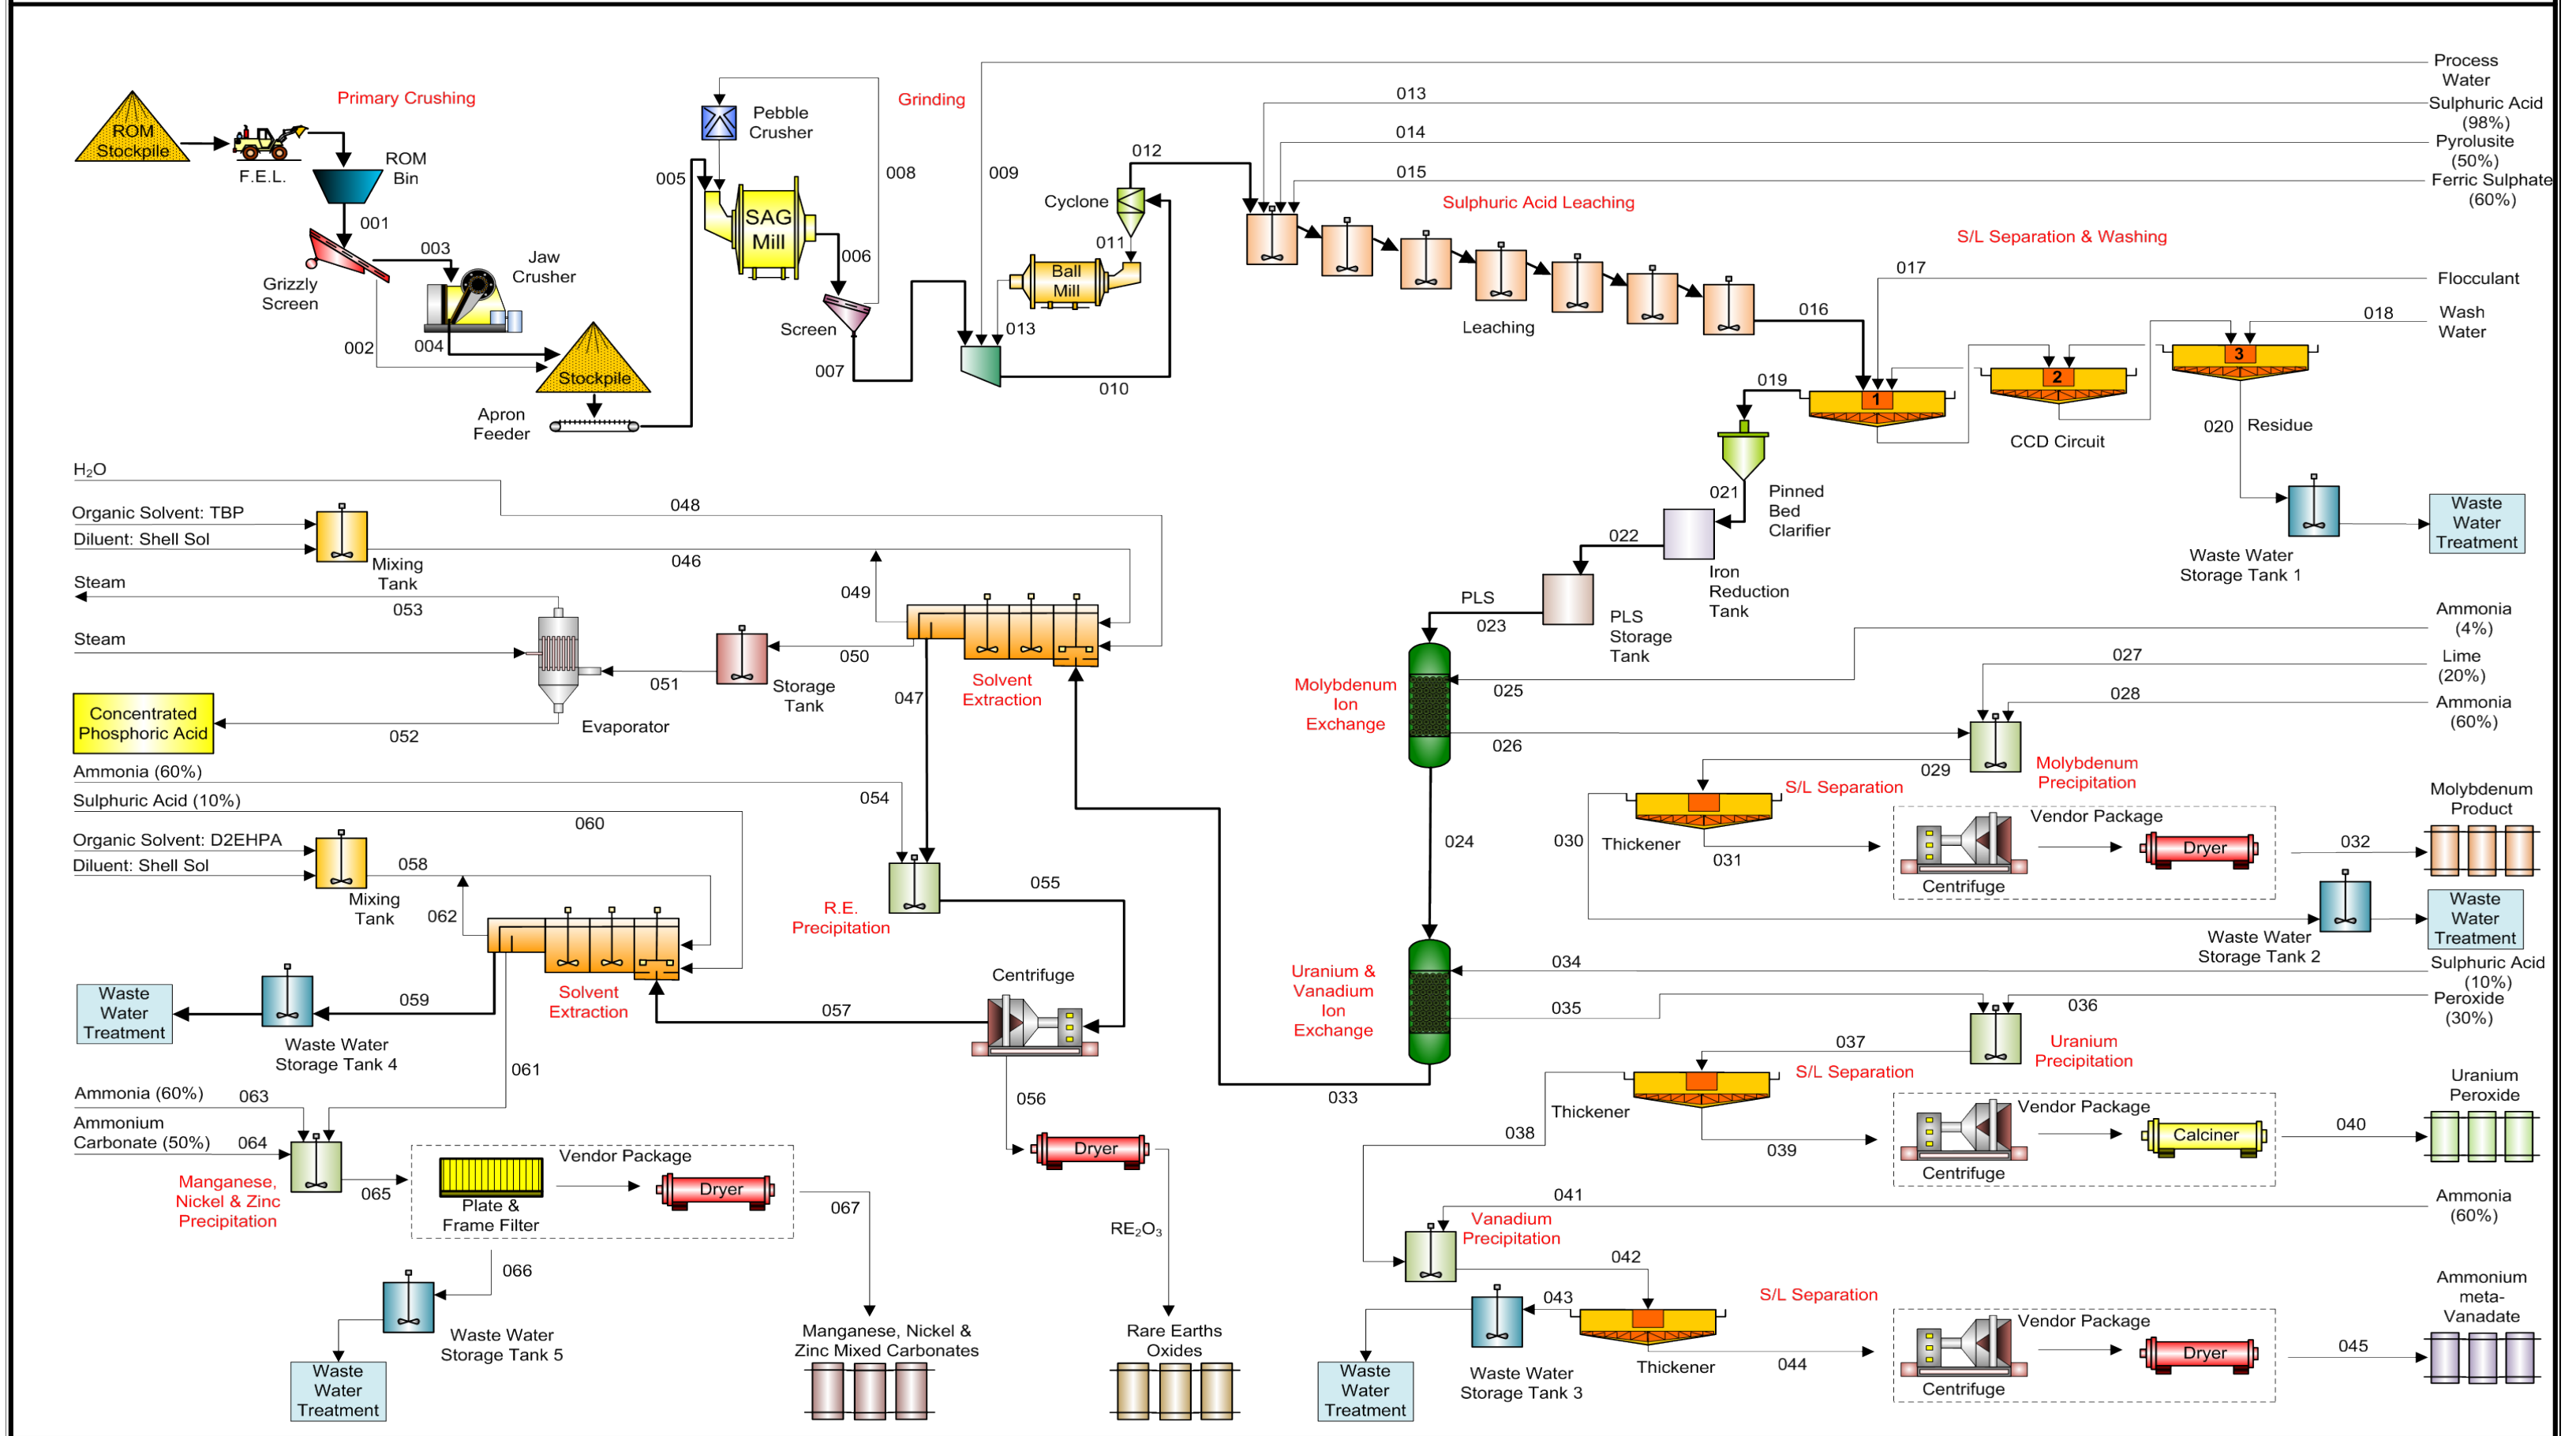 Primary Crushing
ROM
Stockpile
F.E.L.
ROM
Bin
001
Grizzly
Screen
003
Jaw
Crusher
002
004
Stockpile
Apron
Feeder
Grinding
Pebble
Crusher
005
SAG
Mill
006
008
Screen
007
009
Cyclone
011
Ball
Mill
013
010
012
Process
Water
013
Sulphuric Acid
(98%)
014
Pyrolusite
(50%)
015
Ferric Sulphate
(60%)
Sulphuric Acid Leaching
Leaching
016
S/L Separation & Washing
017
Flocculant
018
Wash
Water
1
2
3
CCD Circuit
019
020
Residue
021
Pinned
Bed
Clarifier
022
Iron
Reduction
Tank
PLS
023
PLS
Storage
Tank
Waste Water
Storage Tank 1
Waste
Water
Treatment
H₂O
048
Organic Solvent: TBP
Diluent: Shell Sol
Mixing
Tank
046
049
Steam
053
Steam
050
051
Storage
Tank
Solvent
Extraction
047
Concentrated
Phosphoric Acid
052
Evaporator
Ammonia
(4%)
025
Molybdenum
Ion
Exchange
026
027
Lime
(20%)
028
Ammonia
(60%)
029
Molybdenum
Precipitation
S/L Separation
Thickener
030
031
Vendor Package
Centrifuge
Dryer
032
Molybdenum
Product
Waste Water
Storage Tank 2
Waste
Water
Treatment
024
Ammonia (60%)
054
Sulphuric Acid (10%)
060
Organic Solvent: D2EHPA
Diluent: Shell Sol
058
Mixing
Tank
062
R.E.
Precipitation
055
Centrifuge
057
Solvent
Extraction
059
Waste
Water
Treatment
Waste Water
Storage Tank 4
061
056
Dryer
RE₂O₃
Rare Earths
Oxides
Ammonia (60%)
063
Ammonium
Carbonate (50%)
064
Manganese,
Nickel & Zinc
Precipitation
065
Vendor Package
Plate &
Frame Filter
Dryer
067
066
Waste Water
Storage Tank 5
Waste
Water
Treatment
Manganese, Nickel &
Zinc Mixed Carbonates
Uranium &
Vanadium
Ion
Exchange
033
034
Sulphuric Acid
(10%)
035
036
Peroxide
(30%)
037
Uranium
Precipitation
S/L Separation
Thickener
038
039
Vendor Package
Centrifuge
Calciner
040
Uranium
Peroxide
041
Ammonia
(60%)
Vanadium
Precipitation
042
043
S/L Separation
Waste Water
Storage Tank 3
Thickener
044
Waste
Water
Treatment
Vendor Package
Centrifuge
Dryer
045
Ammonium
meta-
Vanadate